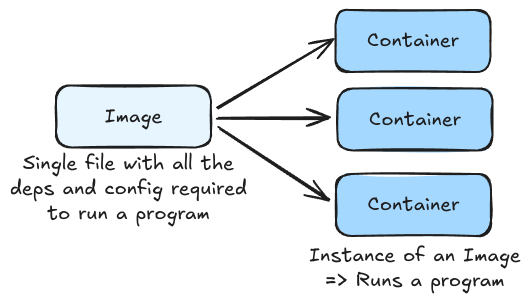 Image
Single file with all the
deps and config required
to run a program
Container
Container
Container
Instance of an Image
=> Runs a program